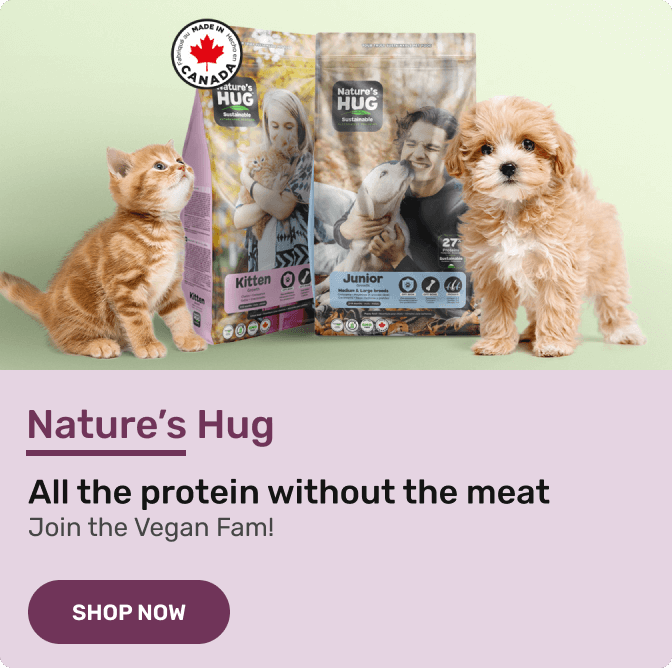 MADE IN
CANADA
Fabriqué au
Hecho en
Nature's
HUG
Sustainable
Kitten
Kitten
Nature's
HUG
Sustainable
27
Sustainable
Junior
Medium & Large breeds
Nature's Hug
All the protein without the meat
Join the Vegan Fam!
SHOP NOW